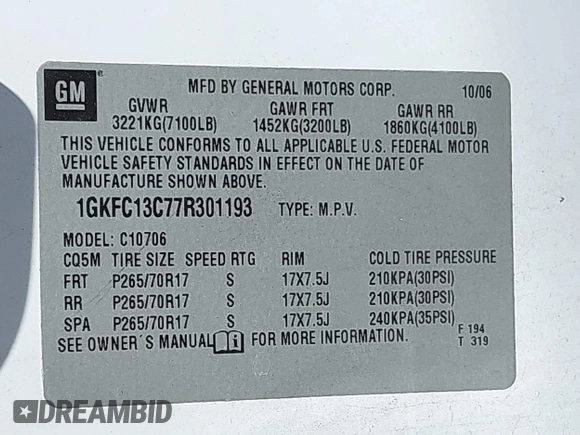 GM
MFD BY GENERAL MOTORS CORP. 10/06
GVWR GAWR FRT GAWR RR
3221KG(7100LB) 1452KG(3200LB) 1860KG(4100LB)
THIS VEHICLE CONFORMS TO ALL APPLICABLE U.S. FEDERAL MOTOR
VEHICLE SAFETY STANDARDS IN EFFECT ON THE DATE OF
MANUFACTURE SHOWN ABOVE.
1GKFC13C77R301193 TYPE: M.P.V.
MODEL: C10706
CQ5M TIRE SIZE SPEED RTG RIM COLD TIRE PRESSURE
FRT P265/70R17 S 17X7.5J 210KPA(30PSI)
RR P265/70R17 S 17X7.5J 210KPA(30PSI)
SPA P265/70R17 S 17X7.5J 240KPA(35PSI)
SEE OWNER´S MANUAL FOR MORE INFORMATION. F 194
T 319
DREAMBID